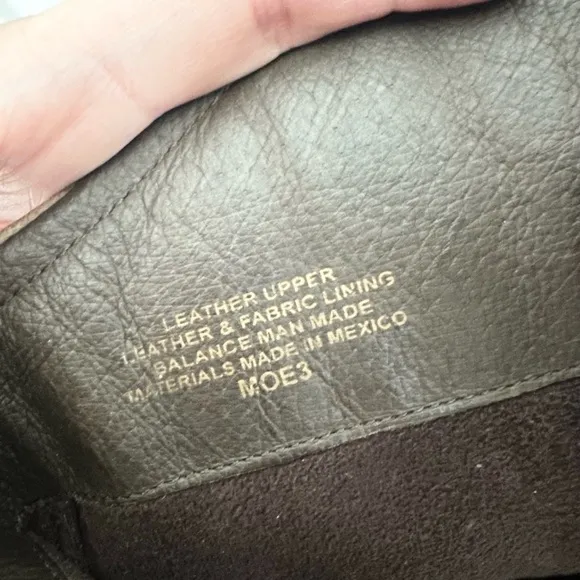 LEATHER UPPER
LEATHER & FABRIC LINING
BALANCE MAN MADE
MATERIALS MADE IN MEXICO
MOE3